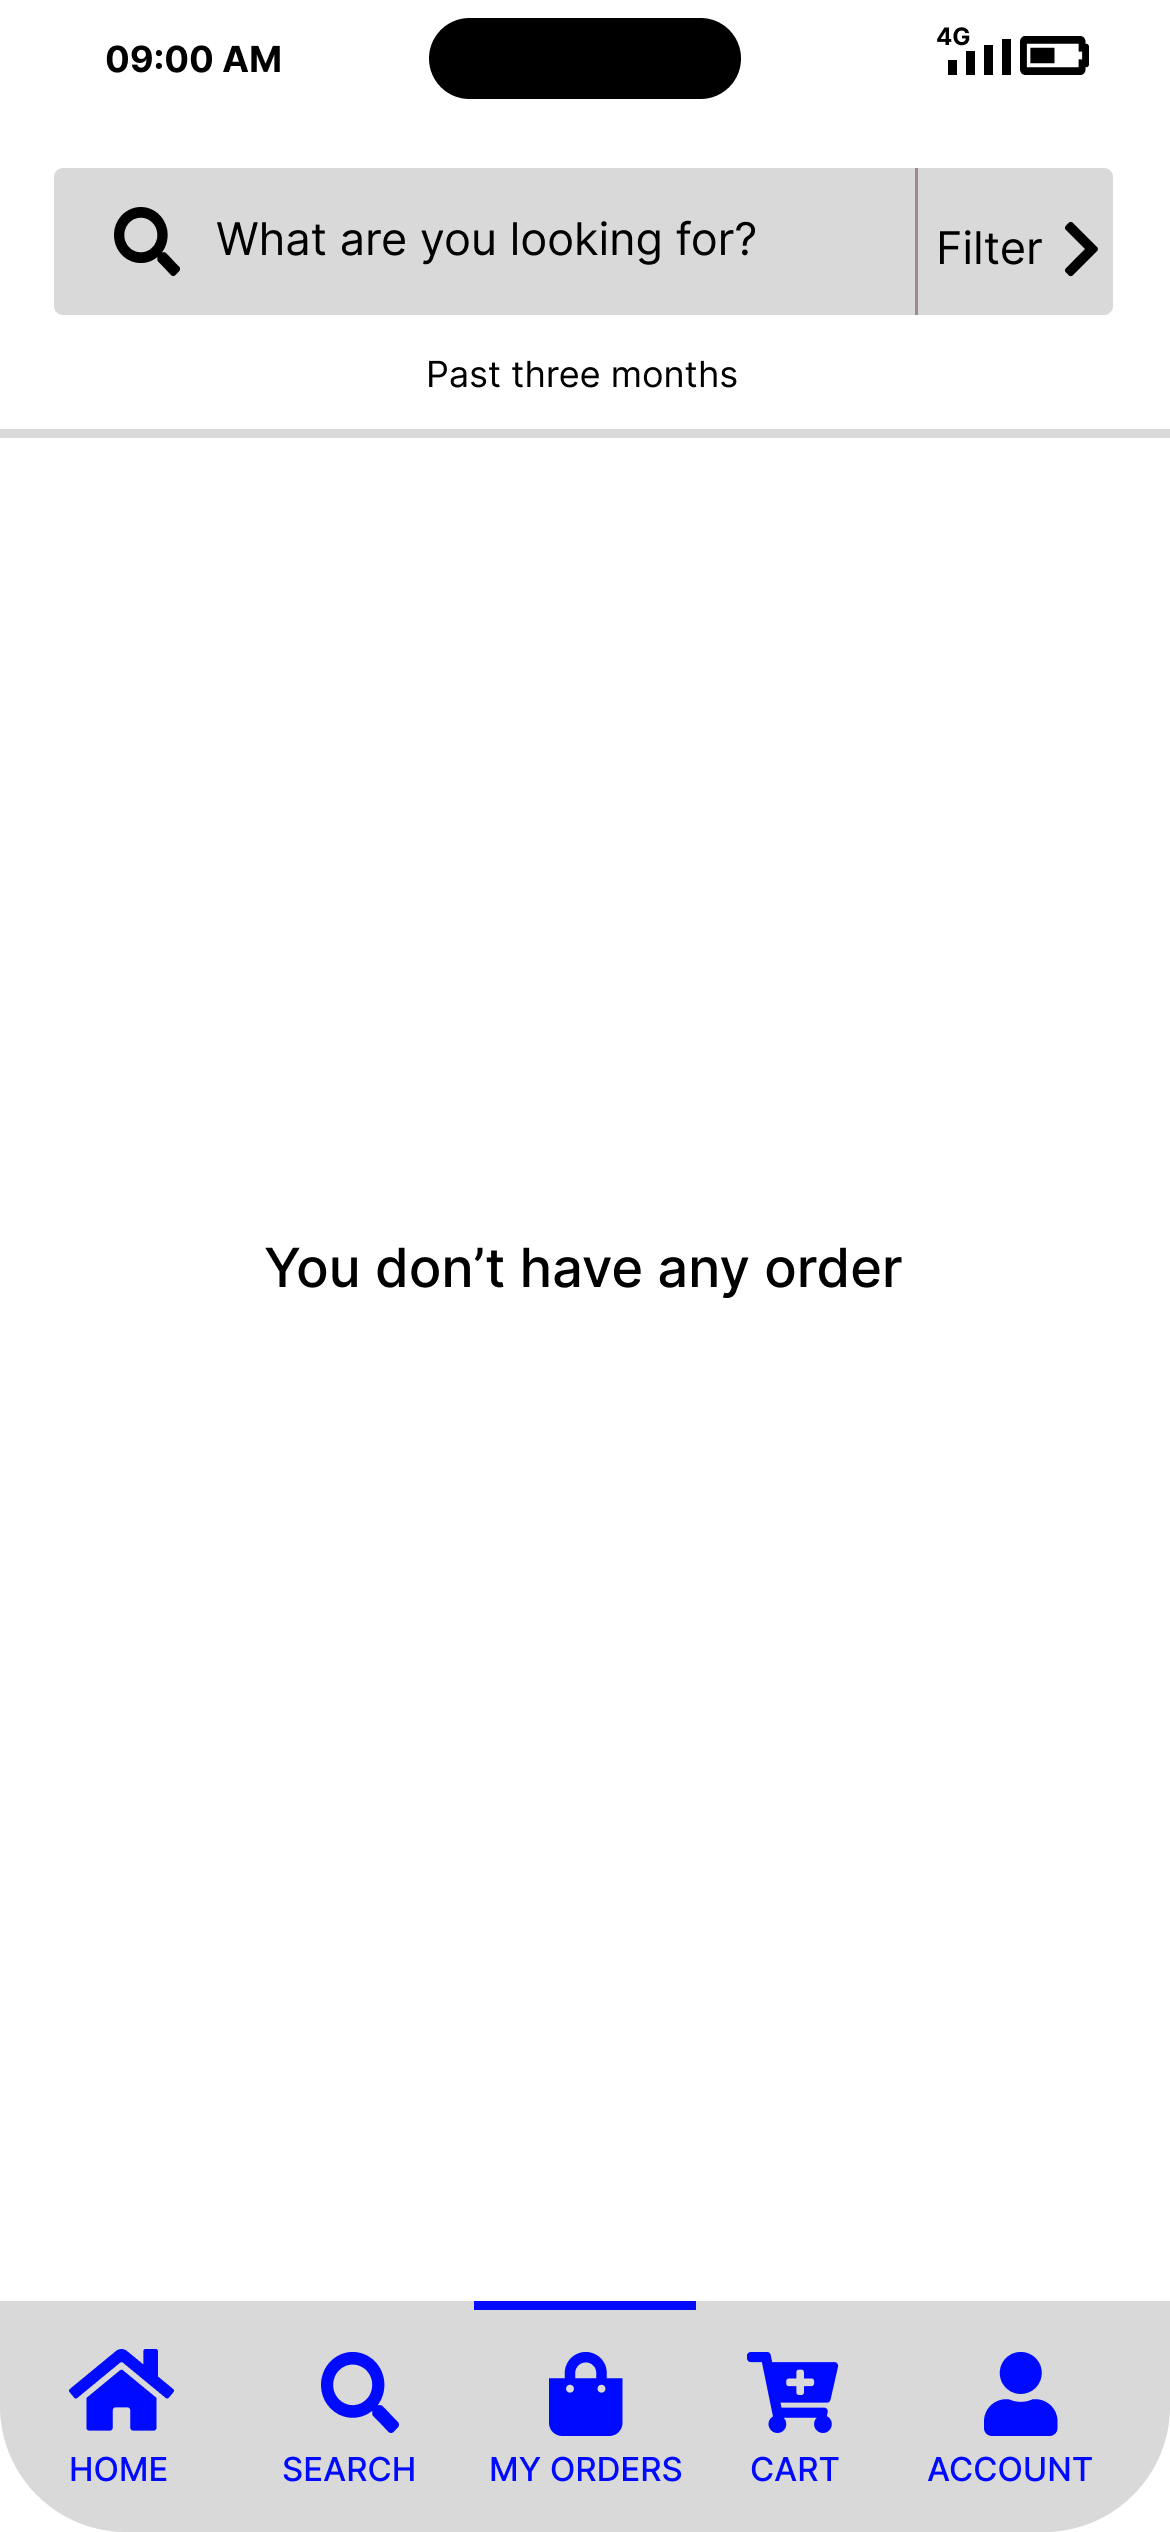 09:00 AM
4G
What are you looking for?
Filter
Past three months
You don’t have any order
HOME
SEARCH
MY ORDERS
CART
ACCOUNT